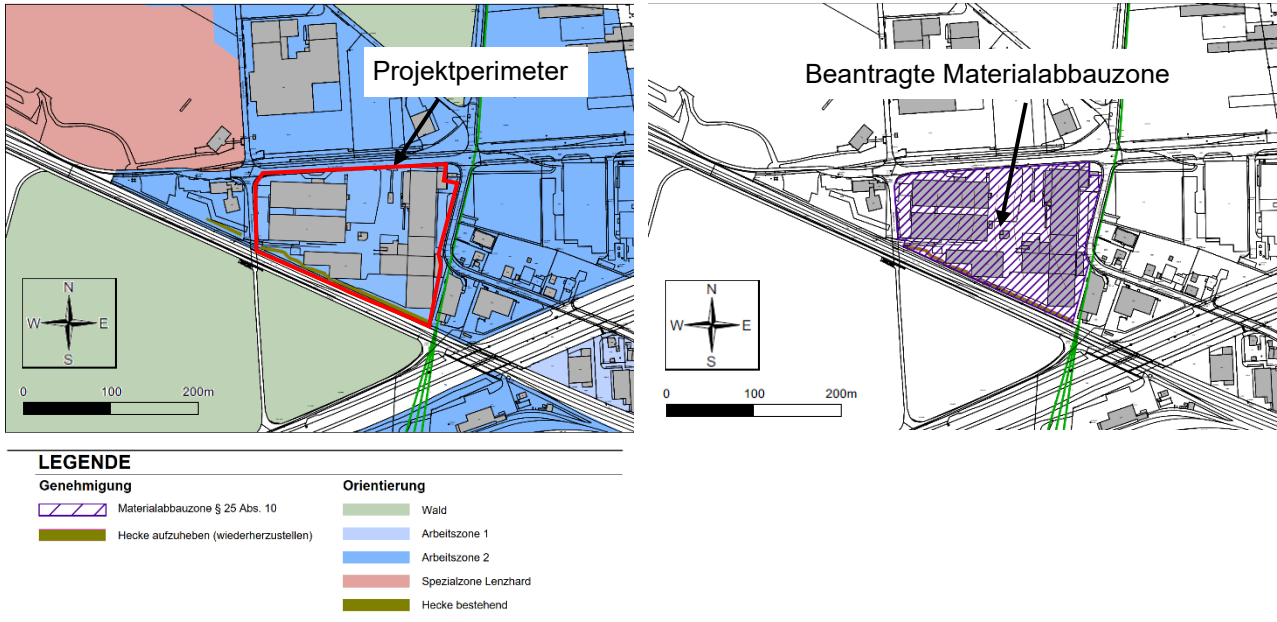 Projektperimeter
N
W E
S
0 100 200m
Beantragte Materialabbauzone
N
W E
S
0 100 200m
LEGENDE
Genehmigung
Materialabbauzone § 25 Abs. 10
Hecke aufzuheben (wiederherzustellen)
Orientierung
Wald
Arbeitszone 1
Arbeitszone 2
Spezialzone Lenzhard
Hecke bestehend